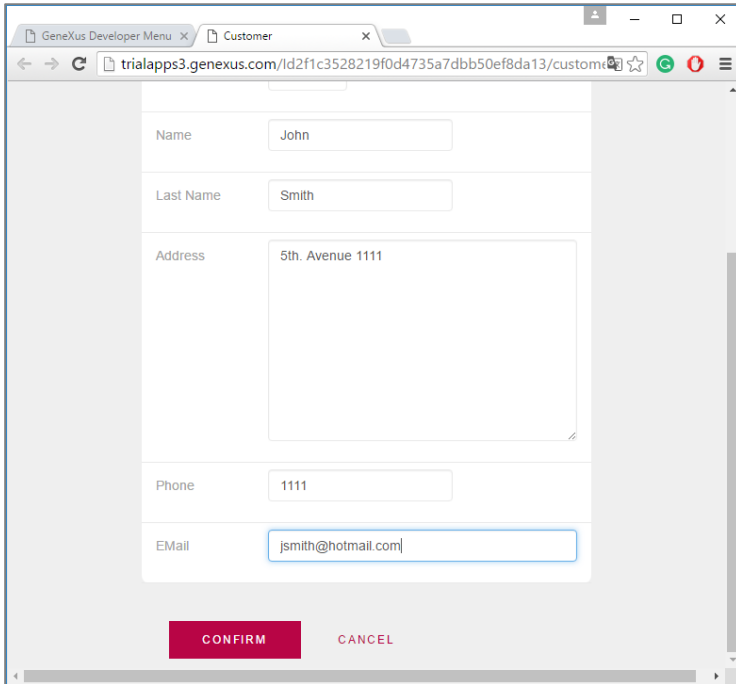 GeneXus Developer Menu
Customer
trialapps3.genexus.com/Id2f1c3528219f0d4735a7dbb50ef8da13/custome
Name
John
Last Name
Smith
Address
5th. Avenue 1111
Phone
1111
EMail
jsmith@hotmail.com
CONFIRM
CANCEL